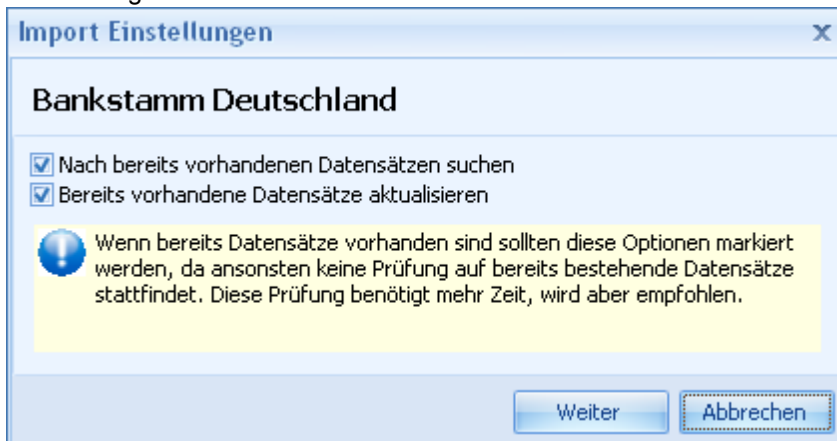 Import Einstellungen
Bankstamm Deutschland
Nach bereits vorhandenen Datensätzen suchen
Bereits vorhandene Datensätze aktualisieren
Wenn bereits Datensätze vorhanden sind sollten diese Optionen markiert
werden, da ansonsten keine Prüfung auf bereits bestehende Datensätze
stattfindet. Diese Prüfung benötigt mehr Zeit, wird aber empfohlen.
Weiter
Abbrechen